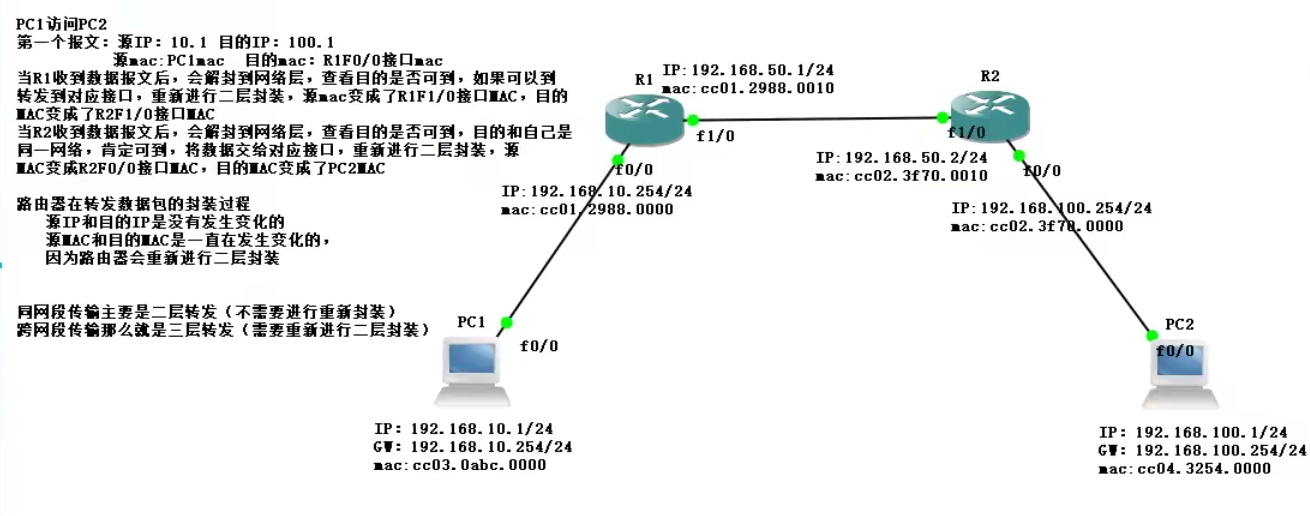 PC1访问PC2
第一个报文：源IP：10.1 目的IP：100.1
源mac:PC1mac 目的mac：R1F0/0接口mac
当R1收到数据报文后，会解封到网络层，查看目的是否可到，如果可以到
转发到对应接口，重新进行二层封装，源mac变成了R1F1/0接口MAC，目的
MAC变成了R2F1/0接口MAC
当R2收到数据报文后，会解封到网络层，查看目的是否可到，目的和自己是
同一网络，肯定可到，将数据交给对应接口，重新进行二层封装，源
MAC变成R2F0/0接口MAC，目的MAC变成了PC2MAC
路由器在转发数据包的封装过程
源IP和目的IP是没有发生变化的
源MAC和目的MAC是一直在发生变化的，
因为路由器会重新进行二层封装
同网段传输主要是二层转发（不需要进行重新封装）
跨网段传输那么就是三层转发（需要重新进行二层封装）
R1
IP:192.168.50.1/24
mac:cc01.2988.0010
f1/0
f0/0
IP:192.168.10.254/24
mac:cc01.2988.0000
R2
f1/0
IP:192.168.50.2/24
mac:cc02.3f70.0010
f0/0
IP:192.168.100.254/24
mac:cc02.3f70.0000
PC1
f0/0
IP：192.168.10.1/24
GW：192.168.10.254/24
mac:cc03.0abc.0000
PC2
f0/0
IP：192.168.100.1/24
GW：192.168.100.254/24
mac:cc04.3254.0000